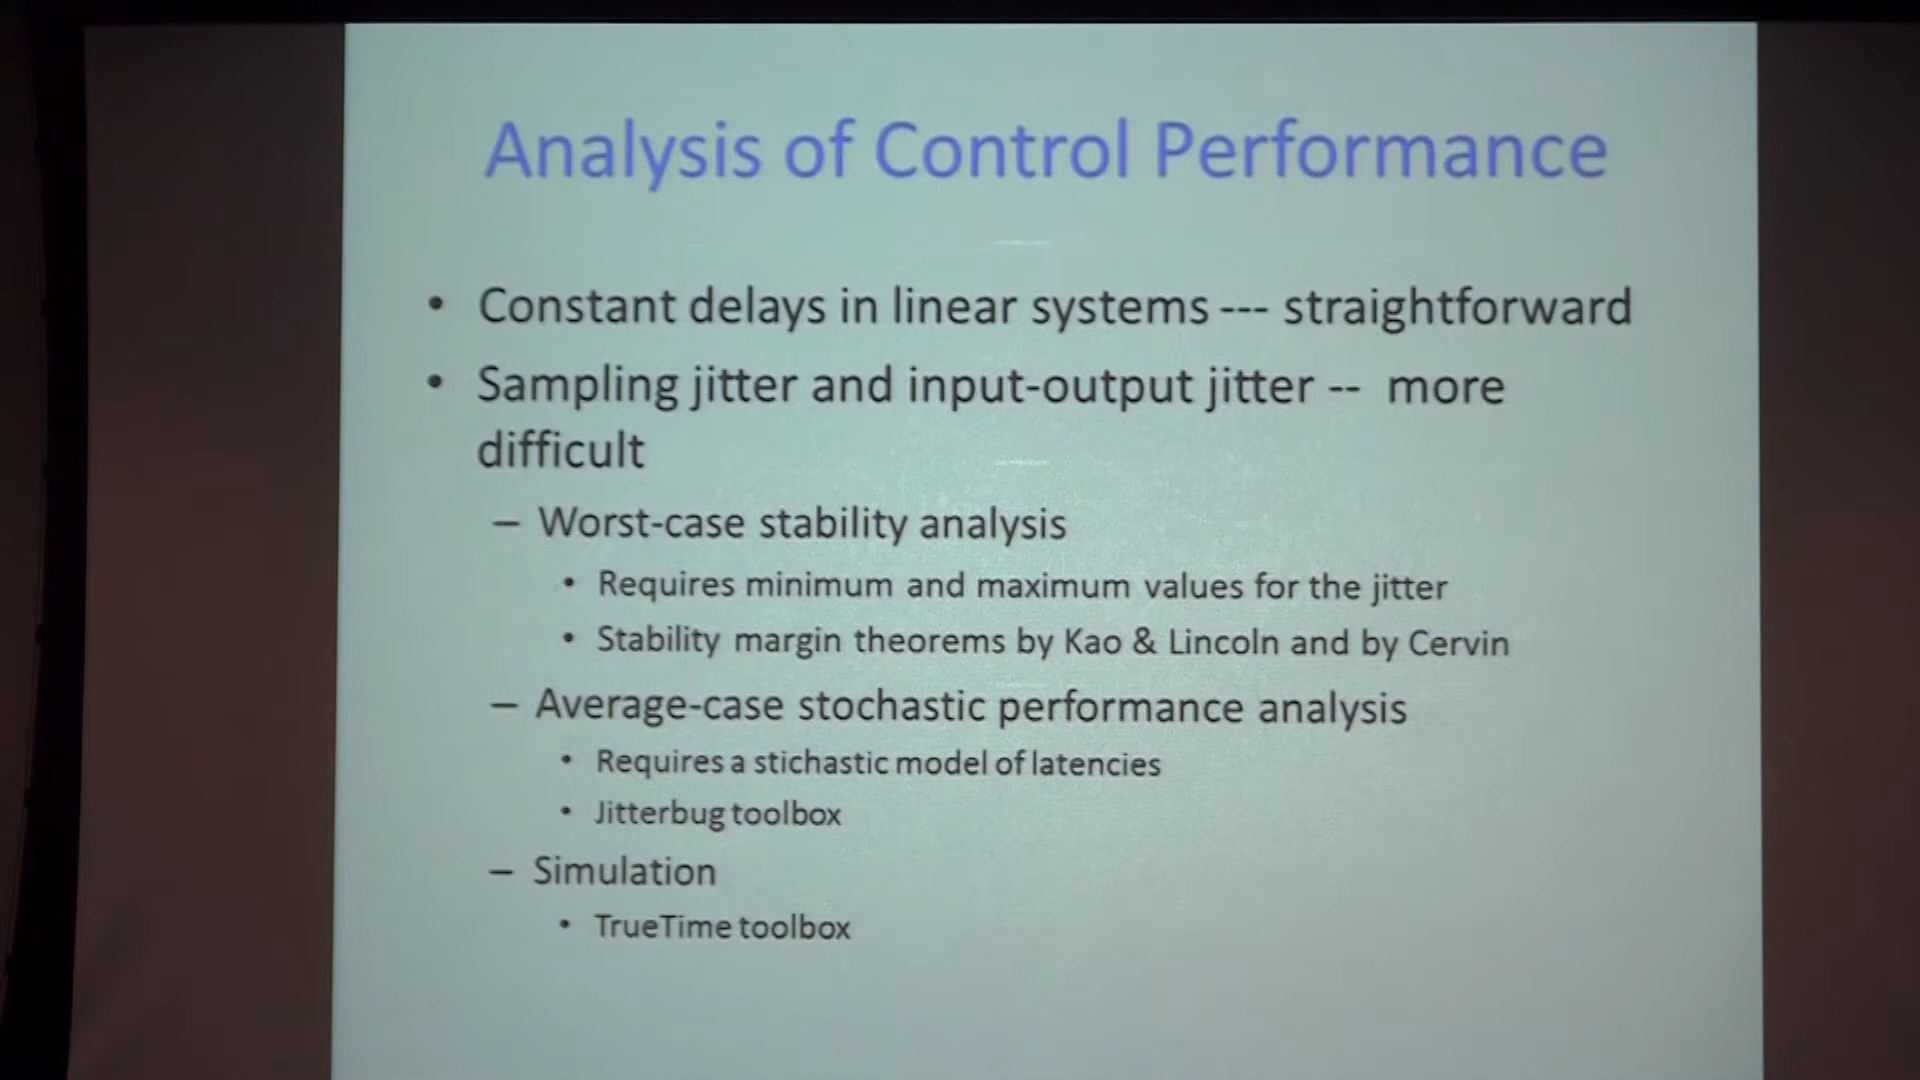 Analysis of Control Performance
• Constant delays in linear systems --- straightforward
• Sampling jitter and input-output jitter -- more
difficult
– Worst-case stability analysis
• Requires minimum and maximum values for the jitter
• Stability margin theorems by Kao & Lincoln and by Cervin
– Average-case stochastic performance analysis
• Requires a stichastic model of latencies
• Jitterbug toolbox
– Simulation
• TrueTime toolbox